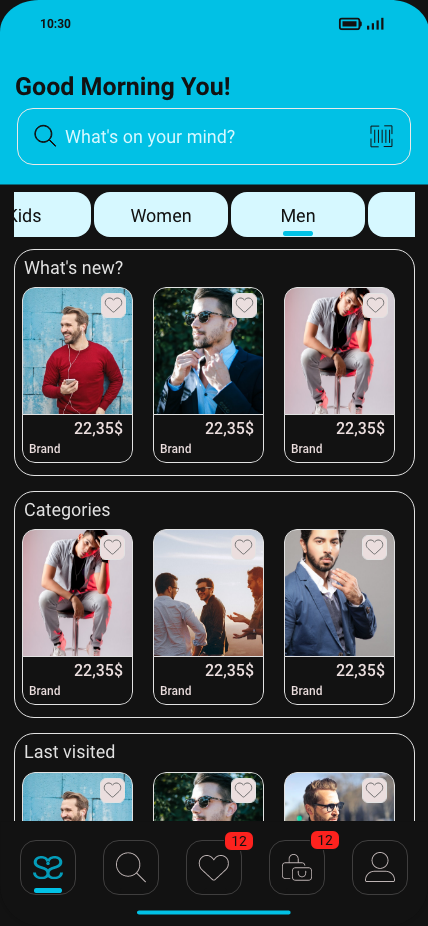 10:30
Good Morning You!
What's on your mind?
Kids Women Men
What's new?
22,35$ 22,35$ 22,35$
Brand Brand Brand
Categories
22,35$ 22,35$ 22,35$
Brand Brand Brand
Last visited
12 12